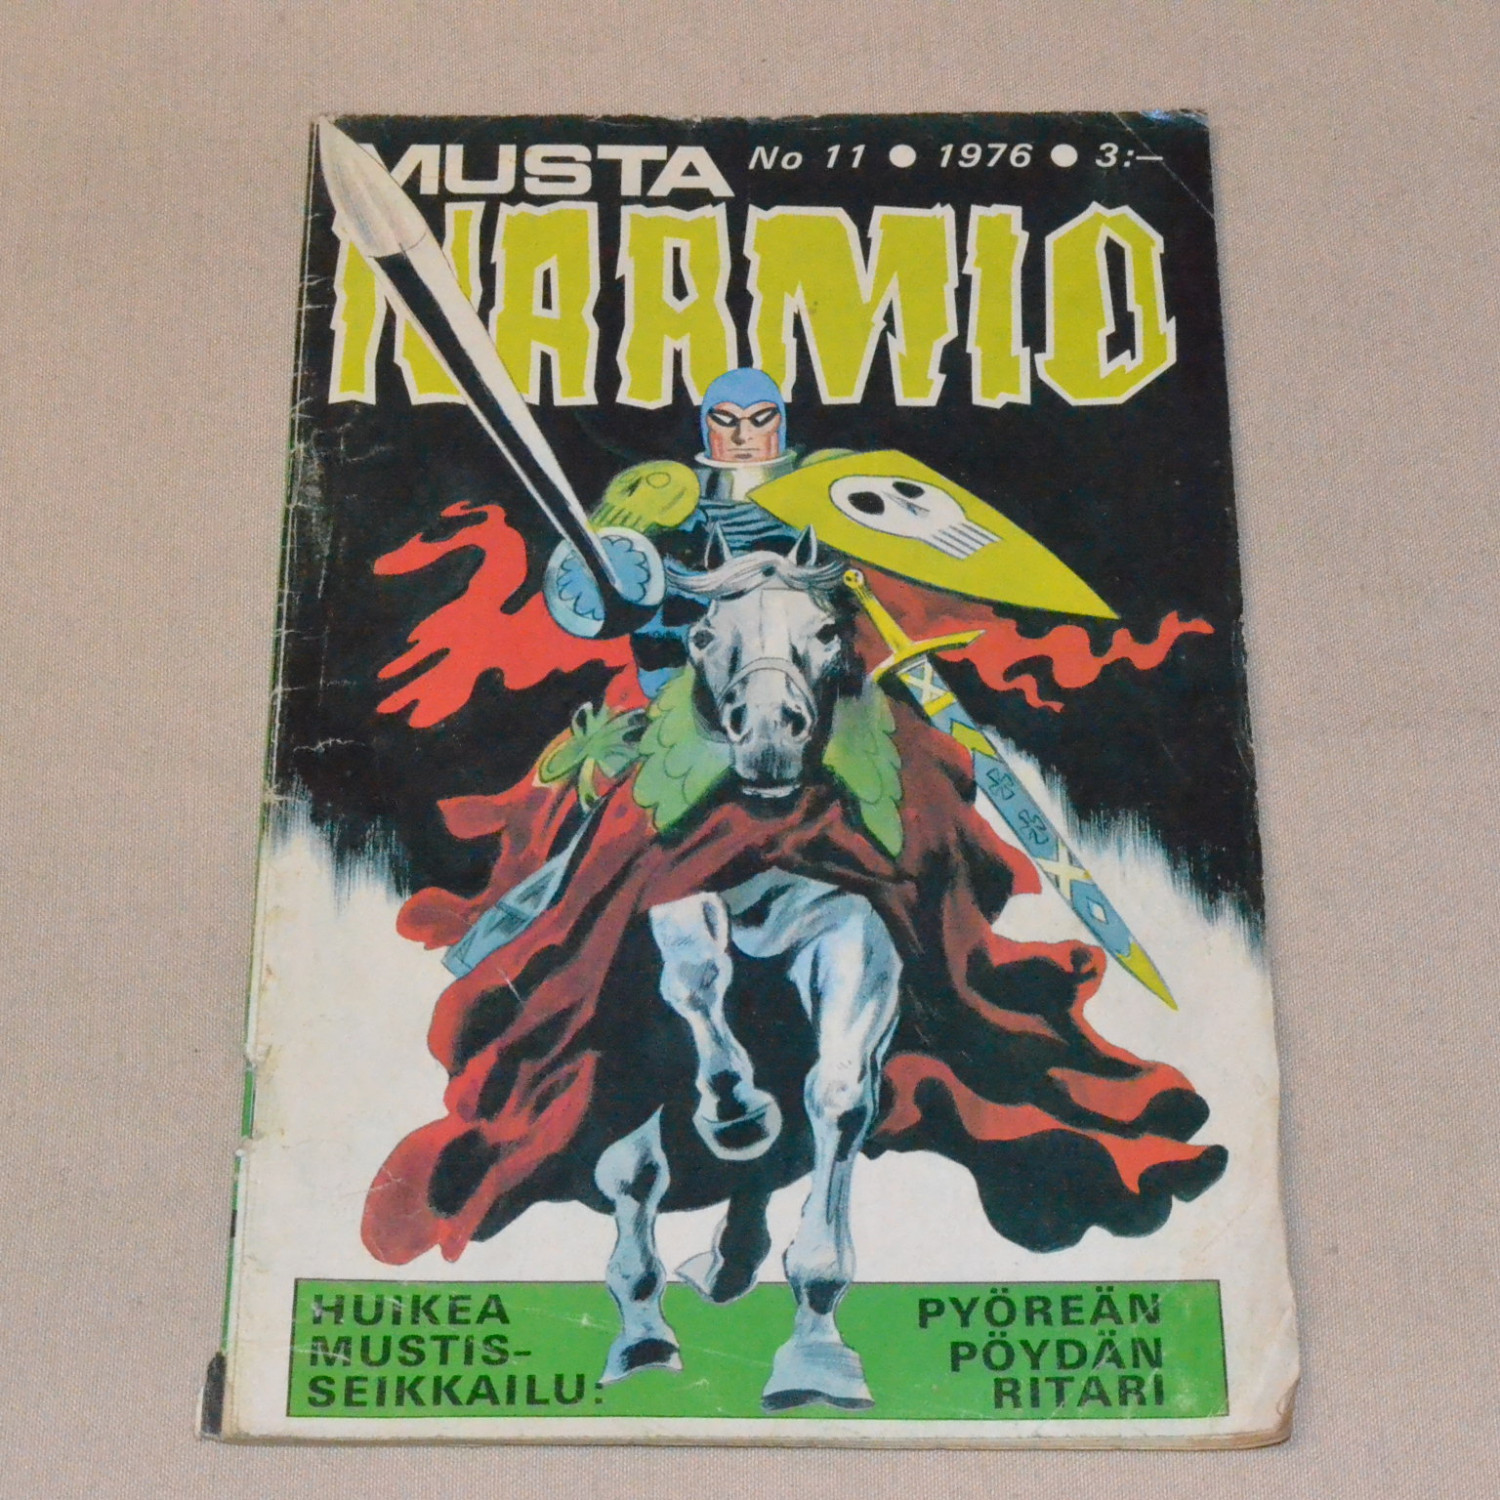 MUSTA No 11 ● 1976 ● 3:—
NAAMIO
HUIKEA
MUSTIS-
SEIKKAILU:
PYÖREÄN
PÖYDÄN
RITARI